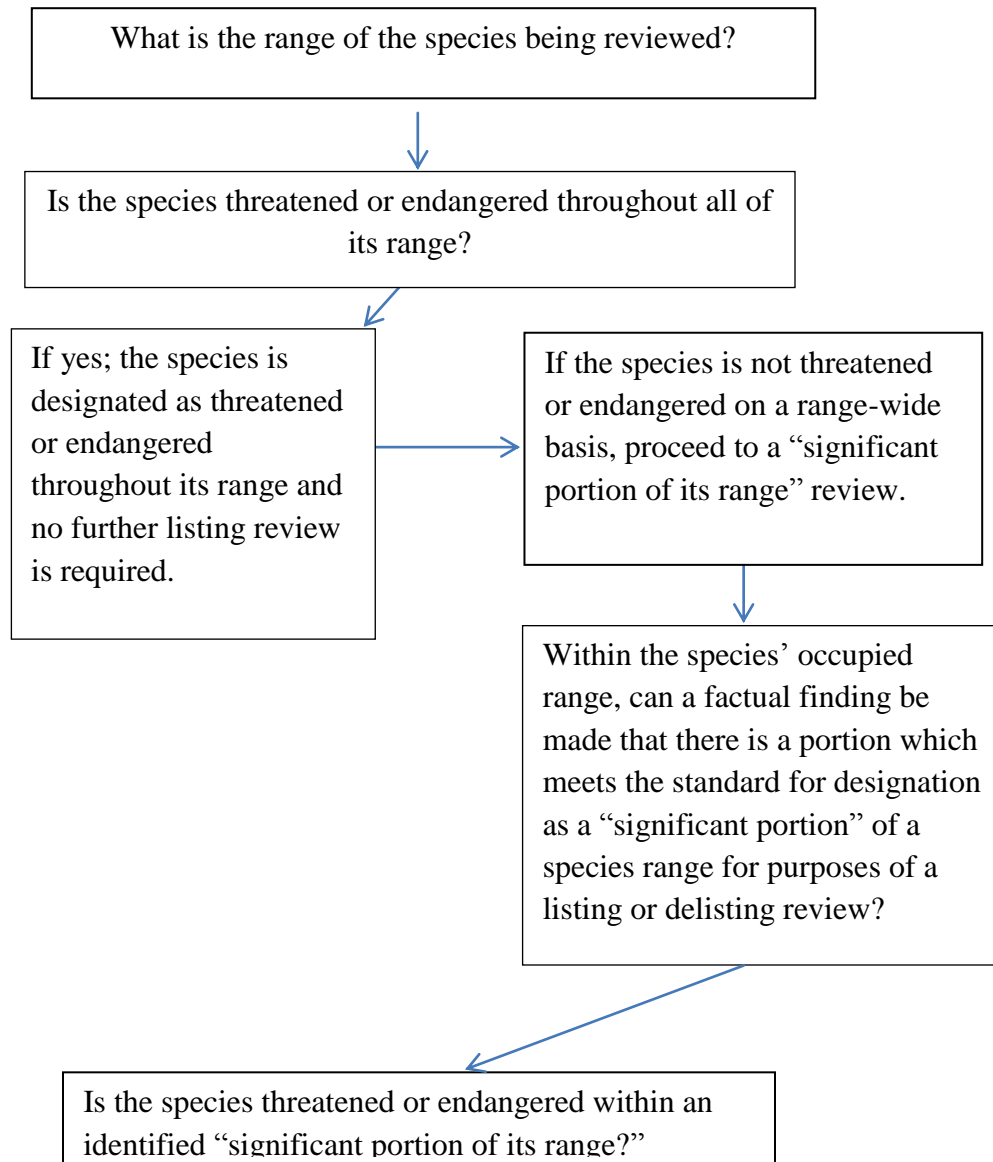 What is the range of the species being reviewed?
Is the species threatened or endangered throughout all of
its range?
If yes; the species is
designated as threatened
or endangered
throughout its range and
no further listing review
is required.
If the species is not threatened
or endangered on a range-wide
basis, proceed to a “significant
portion of its range” review.
Within the species’ occupied
range, can a factual finding be
made that there is a portion which
meets the standard for designation
as a “significant portion” of a
species range for purposes of a
listing or delisting review?
Is the species threatened or endangered within an
identified “significant portion of its range?”